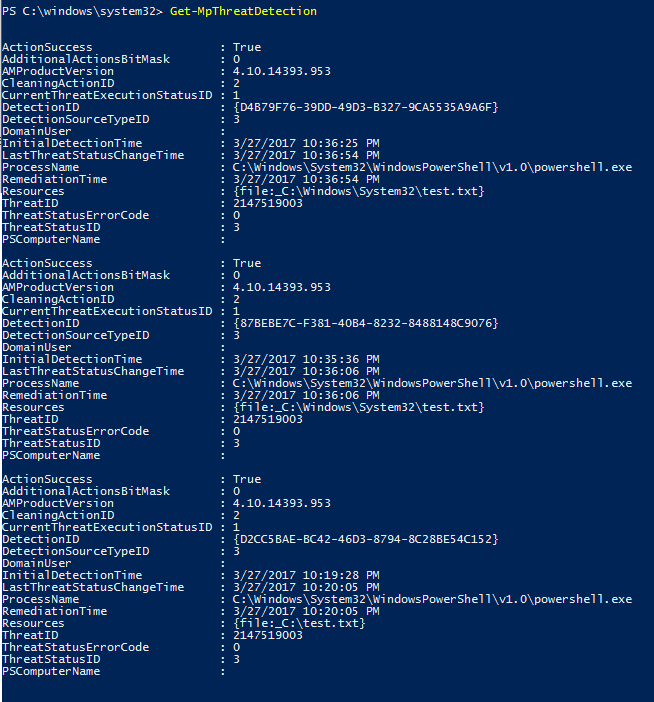 PS C:\windows\system32> Get-MpThreatDetection
ActionSuccess : True
AdditionalActionsBitMask : 0
AMProductVersion : 4.10.14393.953
CleaningActionID : 2
CurrentThreatExecutionStatusID : 1
DetectionID : {D4B79F76-39DD-49D3-B327-9CA5535A9A6F}
DetectionSourceTypeID : 3
DomainUser :
InitialDetectionTime : 3/27/2017 10:36:25 PM
LastThreatStatusChangeTime : 3/27/2017 10:36:54 PM
ProcessName : C:\Windows\System32\WindowsPowerShell\v1.0\powershell.exe
RemediationTime : 3/27/2017 10:36:54 PM
Resources : {file:_C:\Windows\System32\test.txt}
ThreatID : 2147519003
ThreatStatusErrorCode : 0
ThreatStatusID : 3
PSComputerName :
ActionSuccess : True
AdditionalActionsBitMask : 0
AMProductVersion : 4.10.14393.953
CleaningActionID : 2
CurrentThreatExecutionStatusID : 1
DetectionID : {87BEBE7C-F381-40B4-8232-8488148C9076}
DetectionSourceTypeID : 3
DomainUser :
InitialDetectionTime : 3/27/2017 10:35:36 PM
LastThreatStatusChangeTime : 3/27/2017 10:36:06 PM
ProcessName : C:\Windows\System32\WindowsPowerShell\v1.0\powershell.exe
RemediationTime : 3/27/2017 10:36:06 PM
Resources : {file:_C:\Windows\System32\test.txt}
ThreatID : 2147519003
ThreatStatusErrorCode : 0
ThreatStatusID : 3
PSComputerName :
ActionSuccess : True
AdditionalActionsBitMask : 0
AMProductVersion : 4.10.14393.953
CleaningActionID : 2
CurrentThreatExecutionStatusID : 1
DetectionID : {D2CC5BAE-BC42-46D3-8794-8C28BE54C152}
DetectionSourceTypeID : 3
DomainUser :
InitialDetectionTime : 3/27/2017 10:19:28 PM
LastThreatStatusChangeTime : 3/27/2017 10:20:05 PM
ProcessName : C:\Windows\System32\WindowsPowerShell\v1.0\powershell.exe
RemediationTime : 3/27/2017 10:20:05 PM
Resources : {file:_C:\test.txt}
ThreatID : 2147519003
ThreatStatusErrorCode : 0
ThreatStatusID : 3
PSComputerName :